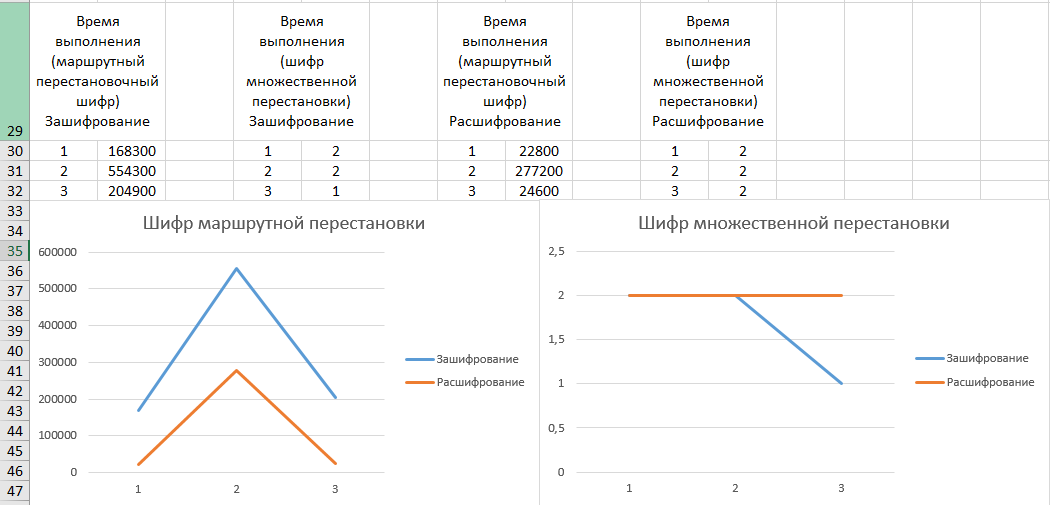 Время
выполнения
(маршрутный
перестановочный
шифр)
Зашифрование
Время
выполнения
(шифр
множественной
перестановки)
Зашифрование
Время
выполнения
(маршрутный
перестановочный
шифр)
Расшифрование
Время
выполнения
(шифр
множественной
перестановки)
Расшифрование
29
30 1 168300 1 2 1 22800 1 2
31 2 554300 2 2 2 277200 2 2
32 3 204900 3 1 3 24600 3 2
33
34
35
36
37
38
39
40
41
42
43
44
45
46
47
Шифр маршрутной перестановки
600000
500000
400000
300000
200000
100000
0
1 2 3
Зашифрование
Расшифрование
Шифр множественной перестановки
2,5
2
1,5
1
0,5
0
1 2 3
Зашифрование
Расшифрование